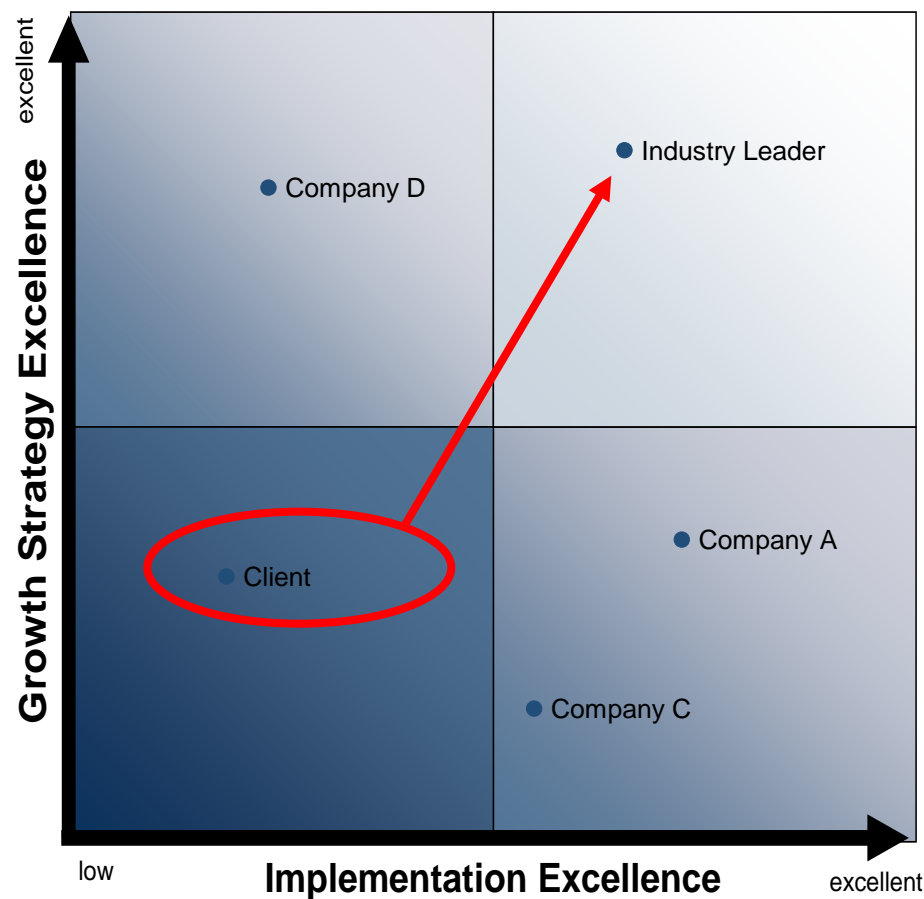 excellent
Growth Strategy Excellence
Industry Leader
Company D
Company A
Client
Company C
low
Implementation Excellence
excellent